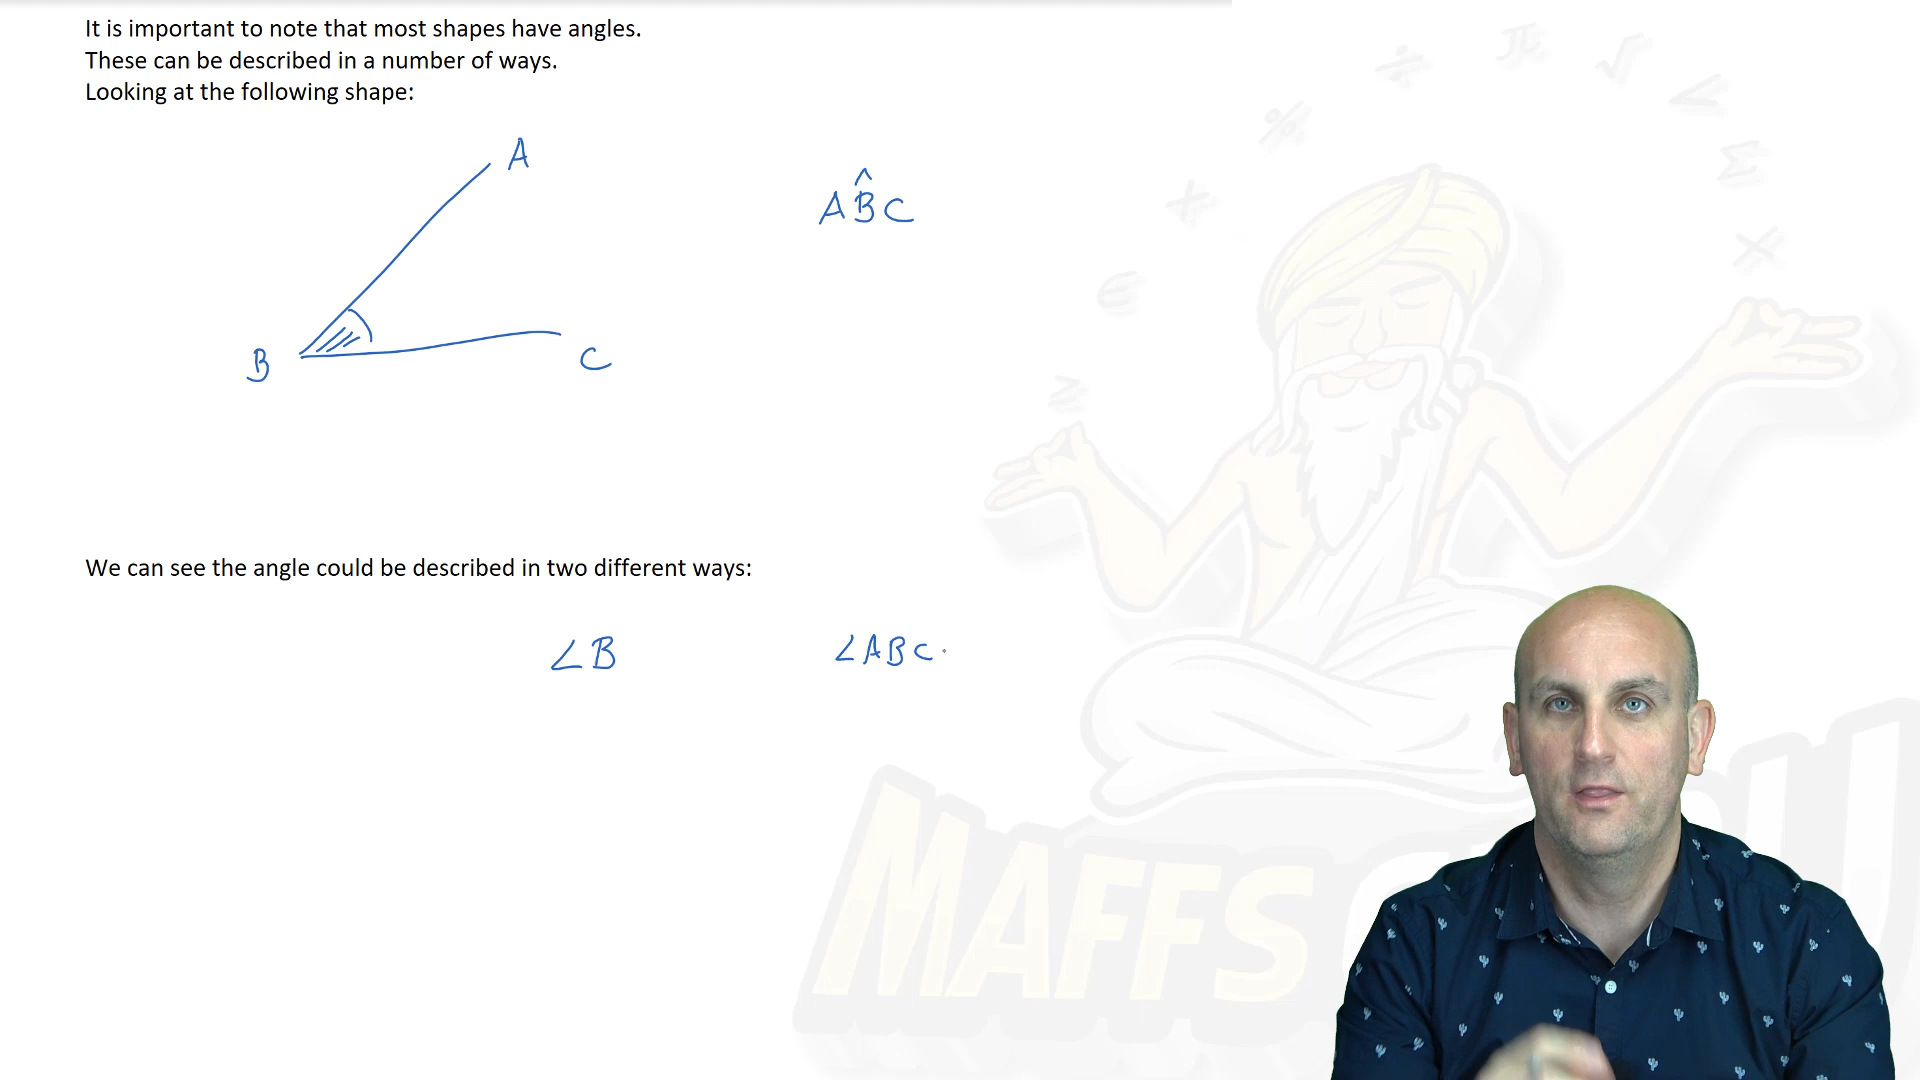 It is important to note that most shapes have angles.
These can be described in a number of ways.
Looking at the following shape:
A
AB̂C
B
C
We can see the angle could be described in two different ways:
∠B
∠ABC
MAFFS